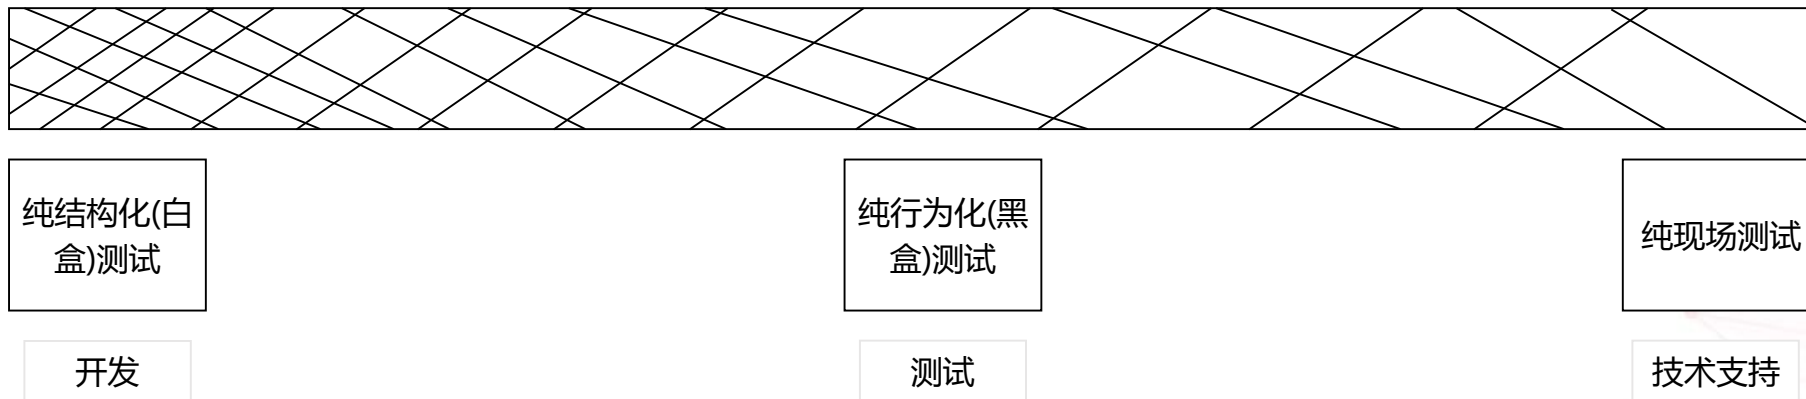 纯结构化(白
盒)测试
纯行为化(黑
盒)测试
纯现场测试
开发
测试
技术支持